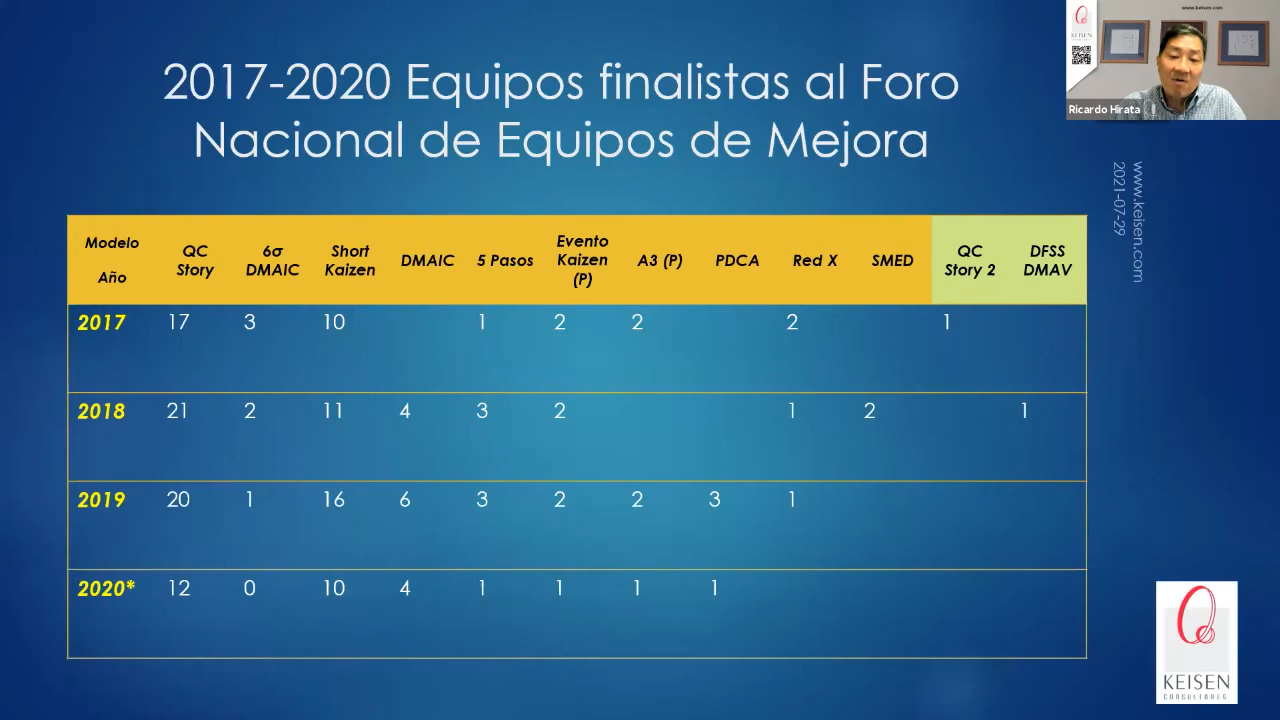 www.keisen.com
KEISEN
Ricardo Hirata
2017-2020 Equipos finalistas al Foro
Nacional de Equipos de Mejora
www.keisen.com
2021-07-29
Modelo
Año
QC
Story
6σ
DMAIC
Short
Kaizen
DMAIC
5 Pasos
Evento
Kaizen
(P)
A3 (P)
PDCA
Red X
SMED
QC
Story 2
DFSS
DMAV
2017 17 3 10 1 2 2 2 1
2018 21 2 11 4 3 2 1 2 1
2019 20 1 16 6 3 2 2 3 1
2020* 12 0 10 4 1 1 1 1
KEISEN
CONSULTORES